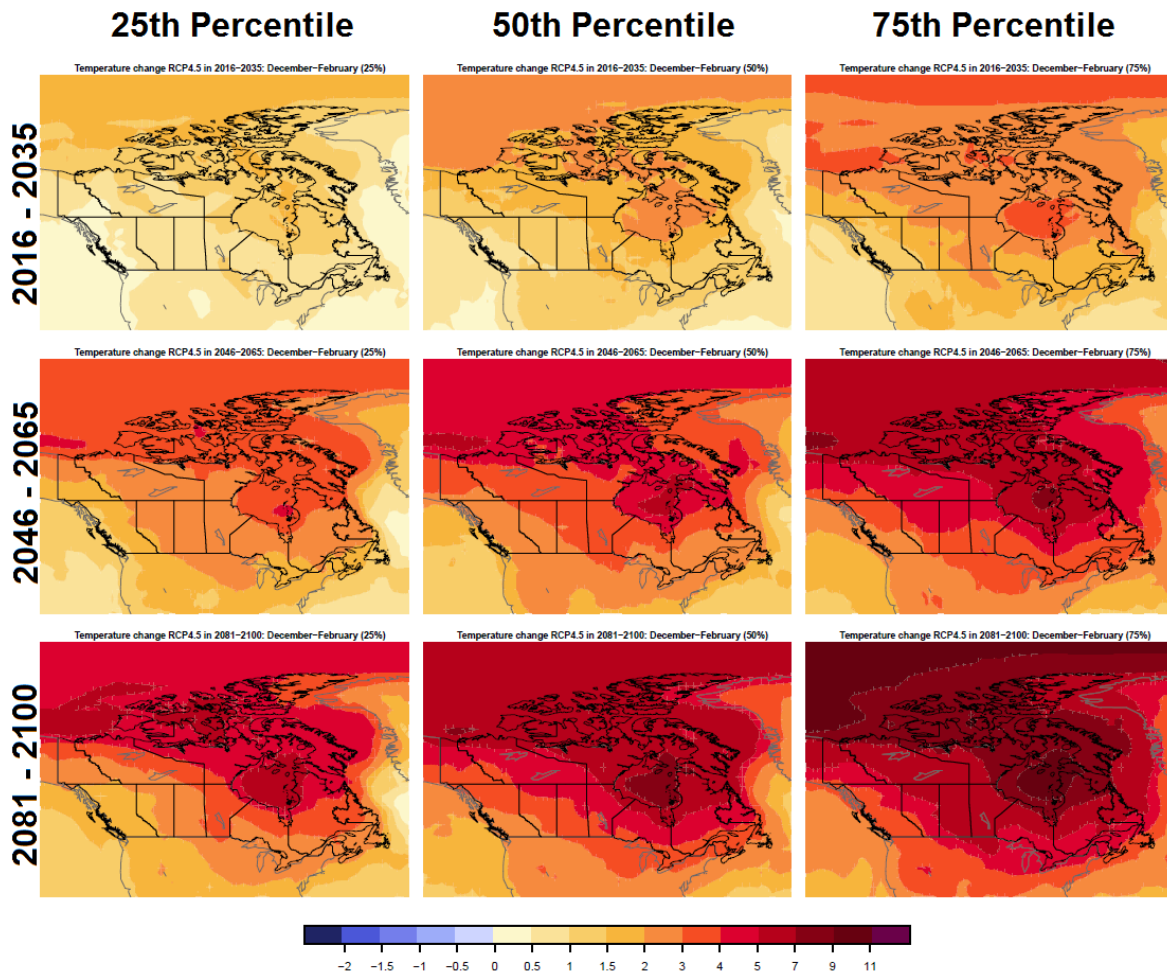 25th Percentile 50th Percentile 75th Percentile
2016 - 2035
Temperature change RCP4.5 in 2016−2035: December−February (25%)
Temperature change RCP4.5 in 2016−2035: December−February (50%)
Temperature change RCP4.5 in 2016−2035: December−February (75%)
2046 - 2065
Temperature change RCP4.5 in 2046−2065: December−February (25%)
Temperature change RCP4.5 in 2046−2065: December−February (50%)
Temperature change RCP4.5 in 2046−2065: December−February (75%)
2081 - 2100
Temperature change RCP4.5 in 2081−2100: December−February (25%)
Temperature change RCP4.5 in 2081−2100: December−February (50%)
Temperature change RCP4.5 in 2081−2100: December−February (75%)
−2 −1.5 −1 −0.5 0 0.5 1 1.5 2 3 4 5 7 9 11